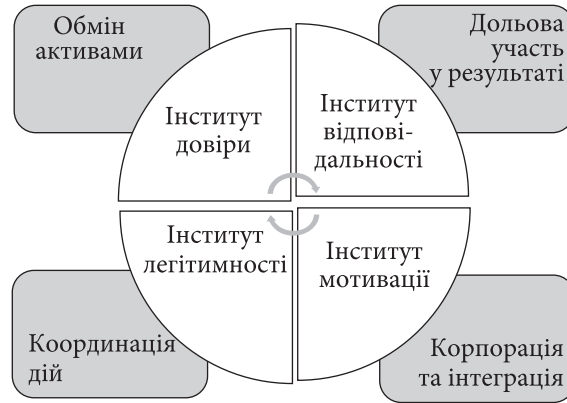 Обмін
активами
Дольова
участь
у результаті
Інститут
довіри
Інститут
відпові-
дальності
Інститут
легітимності
Інститут
мотивації
Координація
дій
Корпорація
та інтеграція